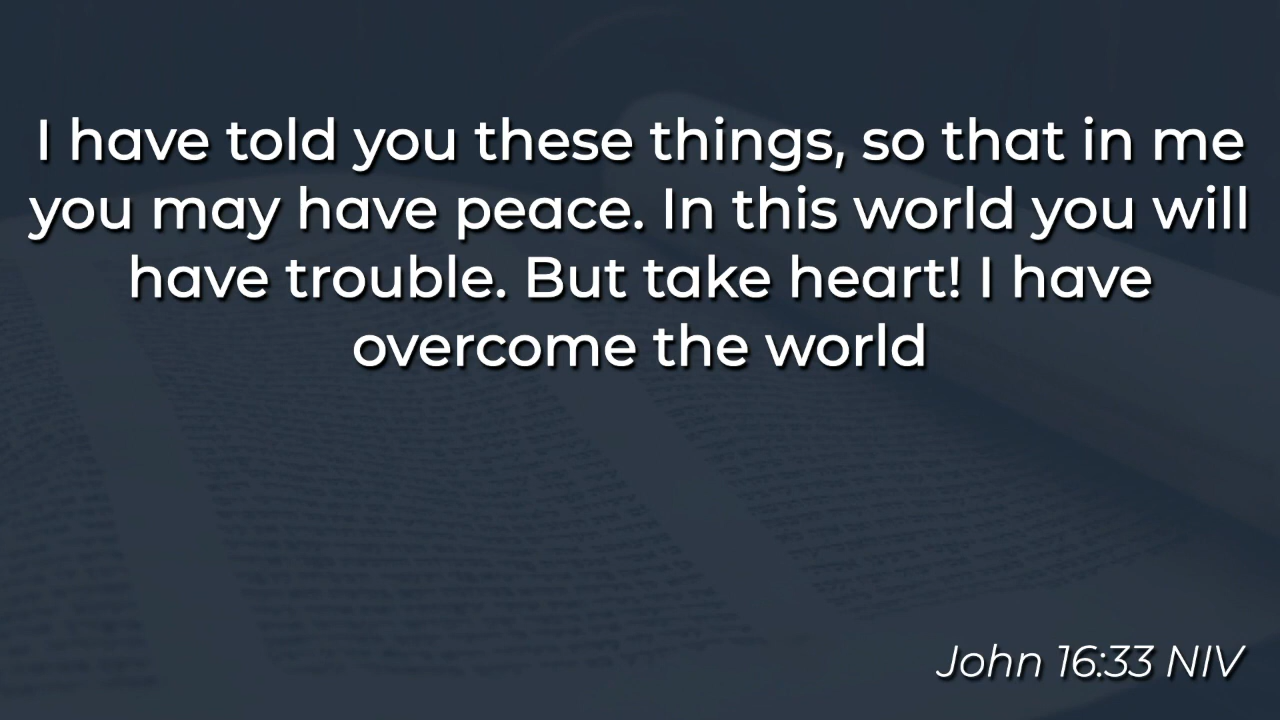 I have told you these things, so that in me
you may have peace. In this world you will
have trouble. But take heart! I have
overcome the world
John 16:33 NIV